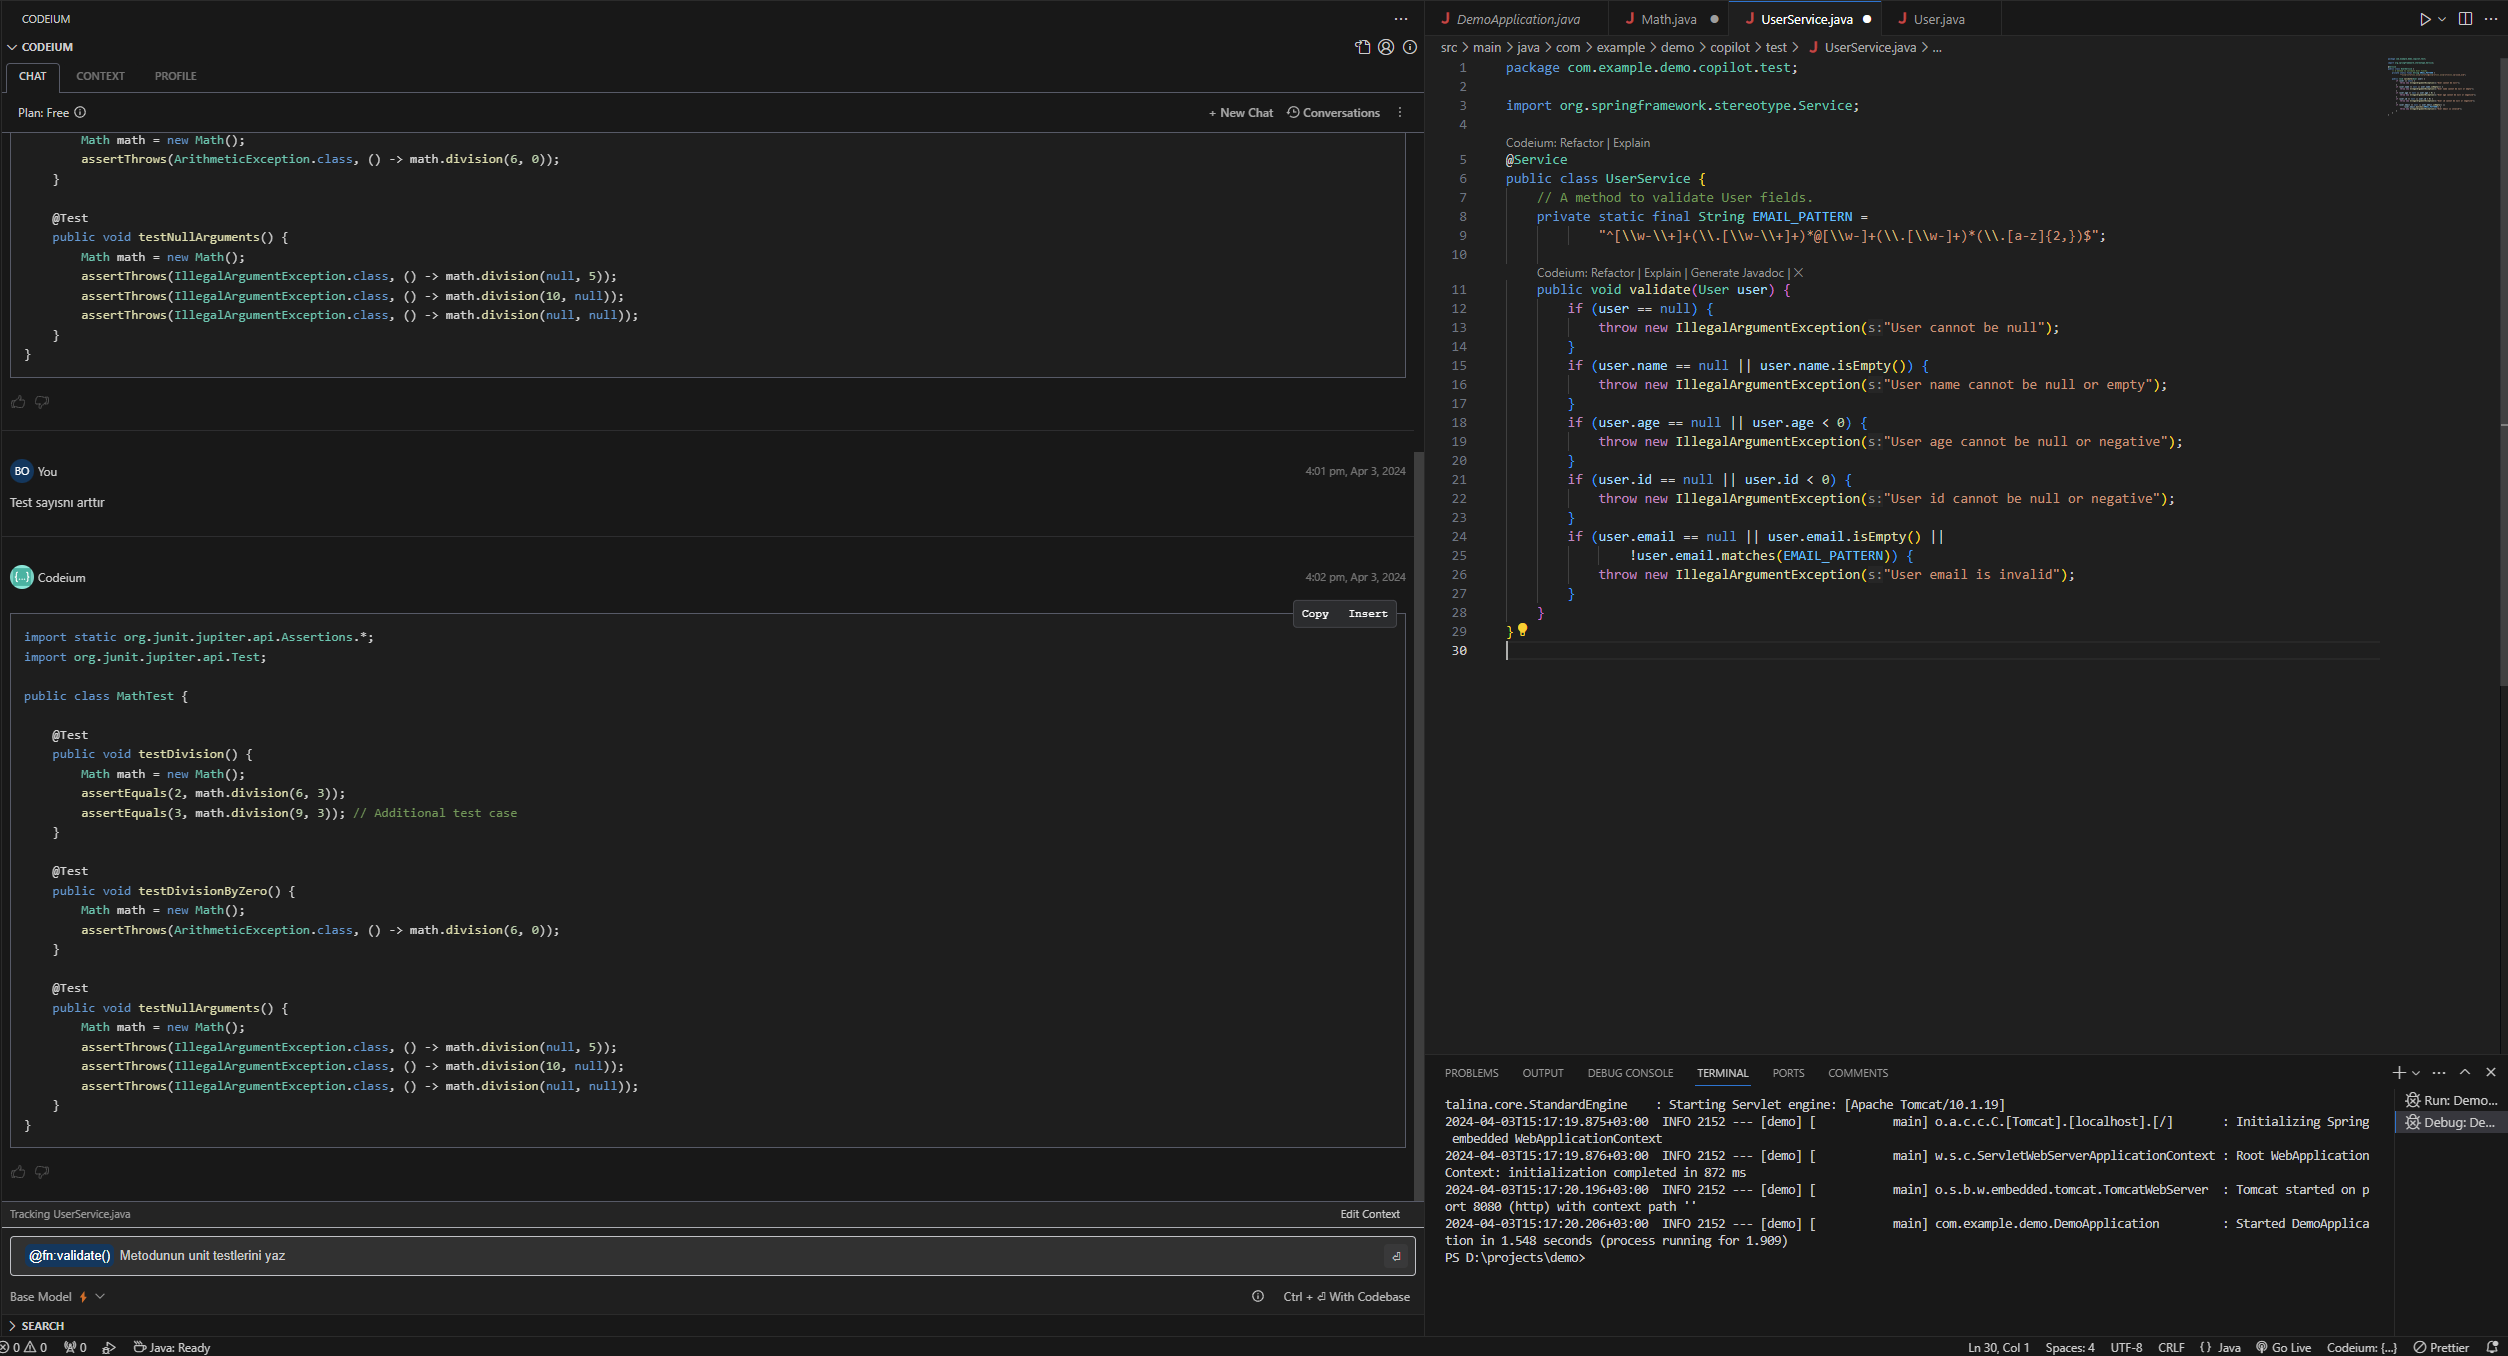 CODEIUM
CODEIUM
CHAT CONTEXT PROFILE
Plan: Free
+ New Chat Conversations
Math math = new Math();
assertThrows(ArithmeticException.class, () -> math.division(6, 0));
}
@Test
public void testNullArguments() {
Math math = new Math();
assertThrows(IllegalArgumentException.class, () -> math.division(null, 5));
assertThrows(IllegalArgumentException.class, () -> math.division(10, null));
assertThrows(IllegalArgumentException.class, () -> math.division(null, null));
}
}
BO You 4:01 pm, Apr 3, 2024
Test sayısnı arttır
{...} Codeium 4:02 pm, Apr 3, 2024
Copy Insert
import static org.junit.jupiter.api.Assertions.*;
import org.junit.jupiter.api.Test;
public class MathTest {
@Test
public void testDivision() {
Math math = new Math();
assertEquals(2, math.division(6, 3));
assertEquals(3, math.division(9, 3)); // Additional test case
}
@Test
public void testDivisionByZero() {
Math math = new Math();
assertThrows(ArithmeticException.class, () -> math.division(6, 0));
}
@Test
public void testNullArguments() {
Math math = new Math();
assertThrows(IllegalArgumentException.class, () -> math.division(null, 5));
assertThrows(IllegalArgumentException.class, () -> math.division(10, null));
assertThrows(IllegalArgumentException.class, () -> math.division(null, null));
}
}
Tracking UserService.java Edit Context
@fn:validate() Metodunun unit testlerini yaz
Base Model Ctrl + ⏎ With Codebase
SEARCH
DemoApplication.java Math.java UserService.java User.java
src > main > java > com > example > demo > copilot > test > UserService.java > ...
1 package com.example.demo.copilot.test;
2
3 import org.springframework.stereotype.Service;
4
Codeium: Refactor | Explain
5 @Service
6 public class UserService {
7 // A method to validate User fields.
8 private static final String EMAIL_PATTERN =
9 "^[\\w-\\+]+(\\.[\\w-\\+]+)*@[\\w-]+(\\.[\\w-]+)*(\\.[a-z]{2,})$";
10
Codeium: Refactor | Explain | Generate Javadoc | ×
11 public void validate(User user) {
12 if (user == null) {
13 throw new IllegalArgumentException(s:"User cannot be null");
14 }
15 if (user.name == null || user.name.isEmpty()) {
16 throw new IllegalArgumentException(s:"User name cannot be null or empty");
17 }
18 if (user.age == null || user.age < 0) {
19 throw new IllegalArgumentException(s:"User age cannot be null or negative");
20 }
21 if (user.id == null || user.id < 0) {
22 throw new IllegalArgumentException(s:"User id cannot be null or negative");
23 }
24 if (user.email == null || user.email.isEmpty() ||
25 !user.email.matches(EMAIL_PATTERN)) {
26 throw new IllegalArgumentException(s:"User email is invalid");
27 }
28 }
29 }
30
PROBLEMS OUTPUT DEBUG CONSOLE TERMINAL PORTS COMMENTS
talina.core.StandardEngine : Starting Servlet engine: [Apache Tomcat/10.1.19]
2024-04-03T15:17:19.875+03:00 INFO 2152 --- [demo] [ main] o.a.c.c.C.[Tomcat].[localhost].[/] : Initializing Spring
embedded WebApplicationContext
2024-04-03T15:17:19.876+03:00 INFO 2152 --- [demo] [ main] w.s.c.ServletWebServerApplicationContext : Root WebApplication
Context: initialization completed in 872 ms
2024-04-03T15:17:20.196+03:00 INFO 2152 --- [demo] [ main] o.s.b.w.embedded.tomcat.TomcatWebServer : Tomcat started on p
ort 8080 (http) with context path ''
2024-04-03T15:17:20.206+03:00 INFO 2152 --- [demo] [ main] com.example.demo.DemoApplication : Started DemoApplica
tion in 1.548 seconds (process running for 1.909)
PS D:\projects\demo>
Run: Demo...
Debug: De...
0 0 0 Java: Ready
Ln 30, Col 1 Spaces: 4 UTF-8 CRLF {} Java Go Live Codeium: {...} Prettier